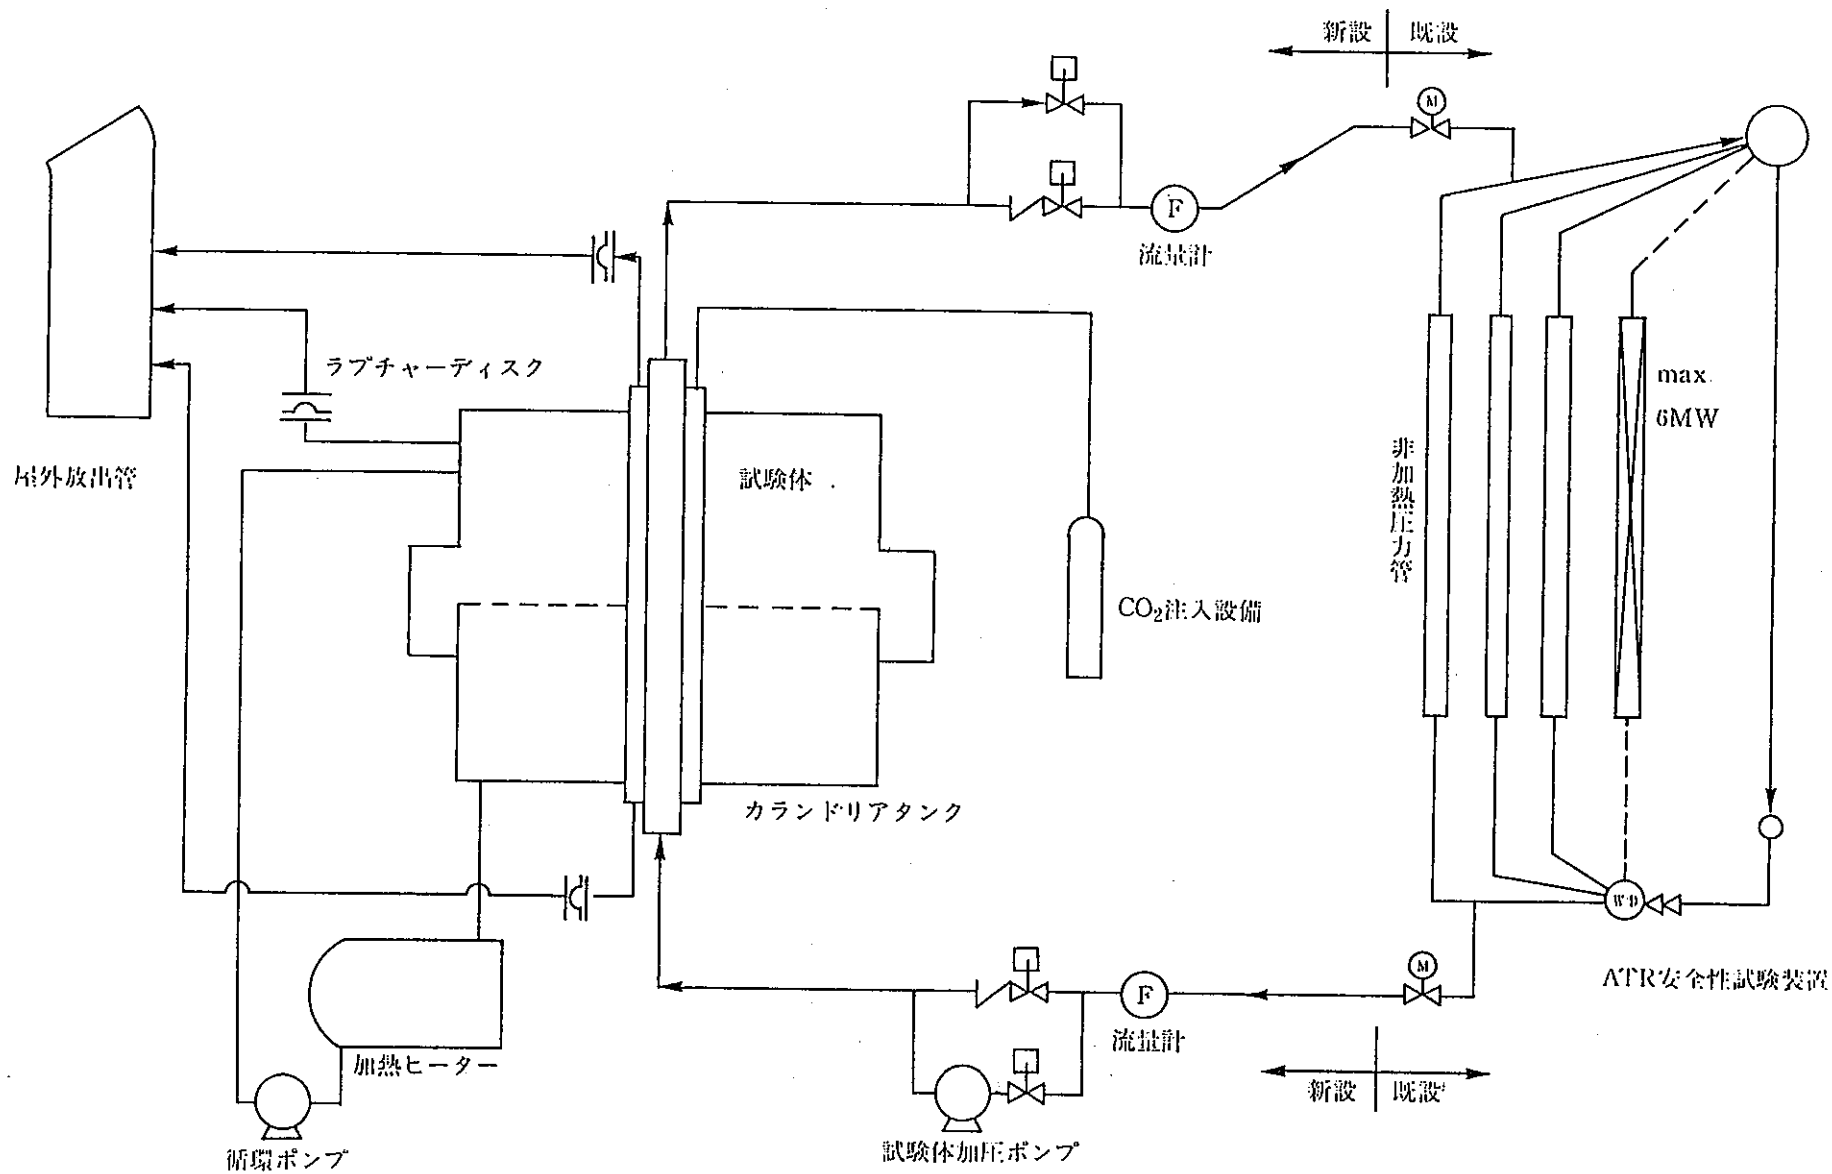 新設 既設
M
F
流量計
ラプチャーディスク
max.
6MW
屋外放出管
試験体
非加熱圧力管
CO₂注入設備
カランドリアタンク
W·D
M
ATR安全性試験装置
F
流量計
加熱ヒーター
新設 既設
循環ポンプ
試験体加圧ポンプ